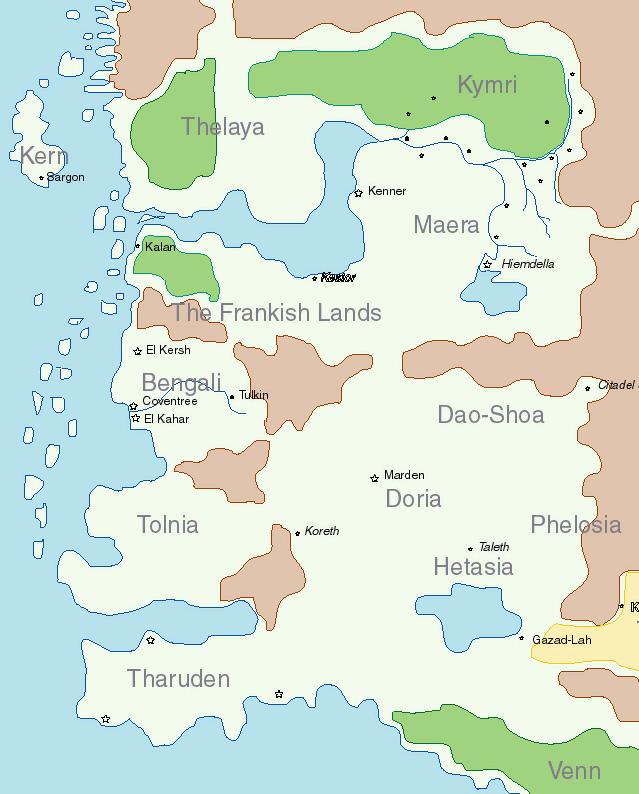 Kymri
Thelaya
Kern
Sargon
Kenner
Maera
Kalan
Hiemdella
The Frankish Lands
El Kersh
Bengali
Coventree
Tulkin
El Kahar
Citadel
Dao-Shoa
Marden
Doria
Tolnia
Koreth
Phelosia
Taleth
Hetasia
K
Gazad-Lah
Tharuden
Venn